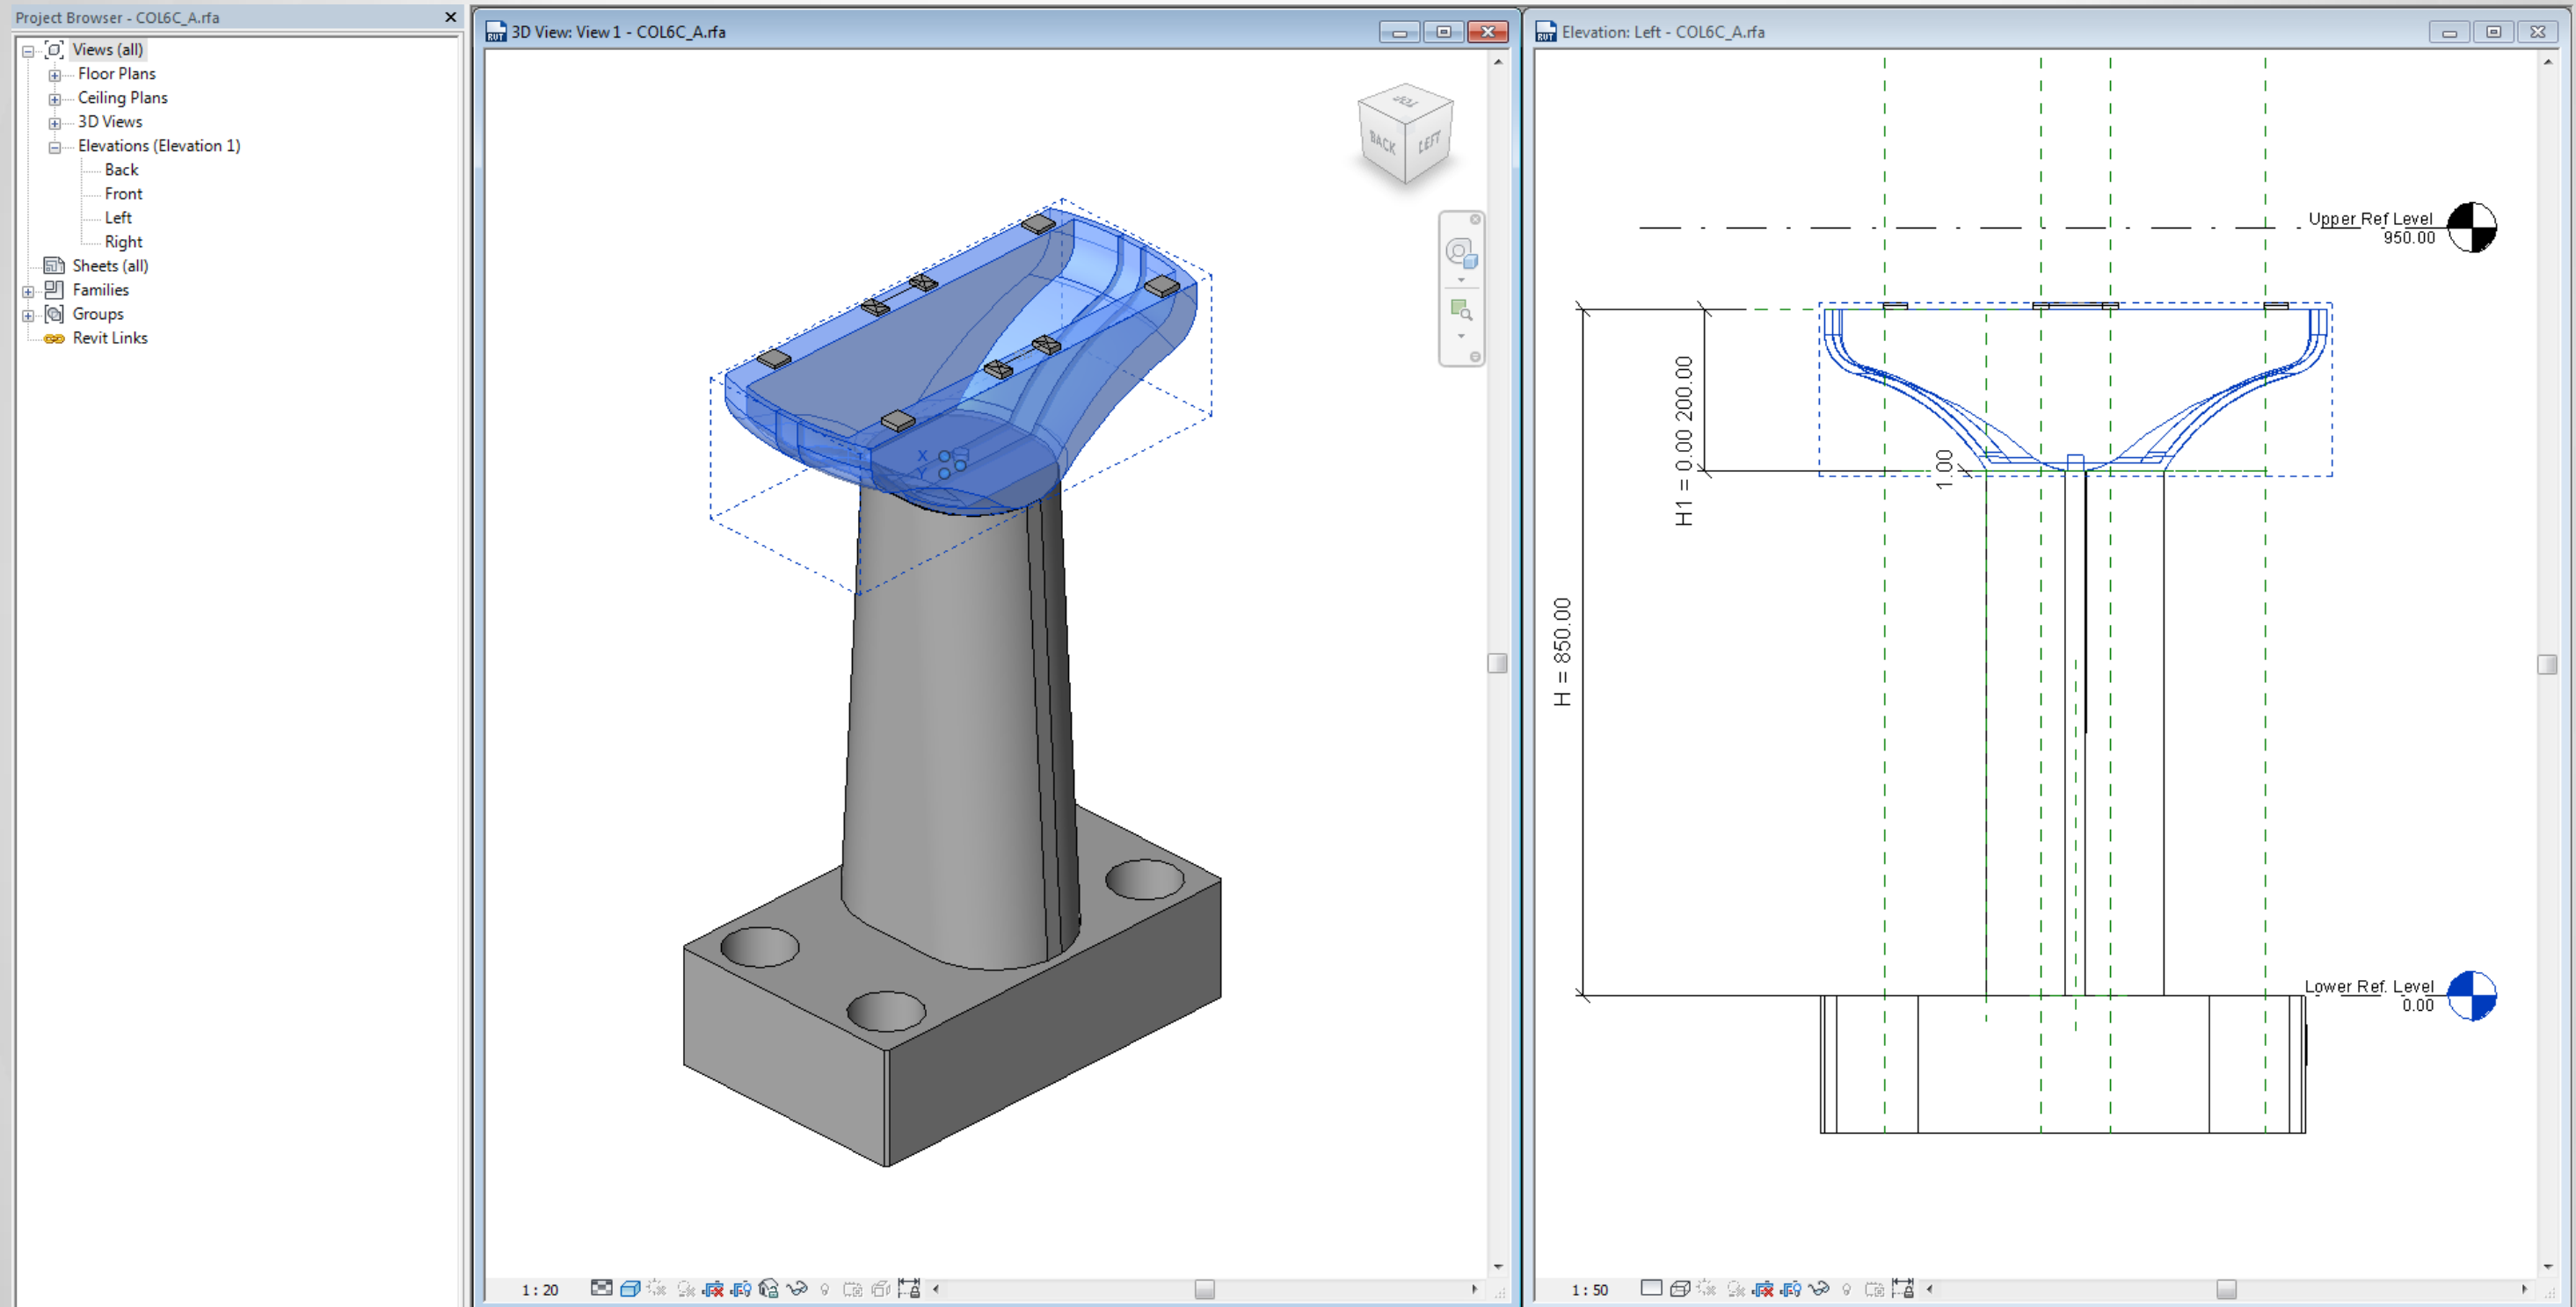 Project Browser - COL6C_A.rfa
Views (all)
Floor Plans
Ceiling Plans
3D Views
Elevations (Elevation 1)
Back
Front
Left
Right
Sheets (all)
Families
Groups
Revit Links
3D View: View 1 - COL6C_A.rfa
TOP
BACK
LEFT
X
Y
1 : 20
Elevation: Left - COL6C_A.rfa
Upper Ref Level
950.00
H1 = 0.00 200.00
1.00
H = 850.00
Lower Ref. Level
0.00
1 : 50